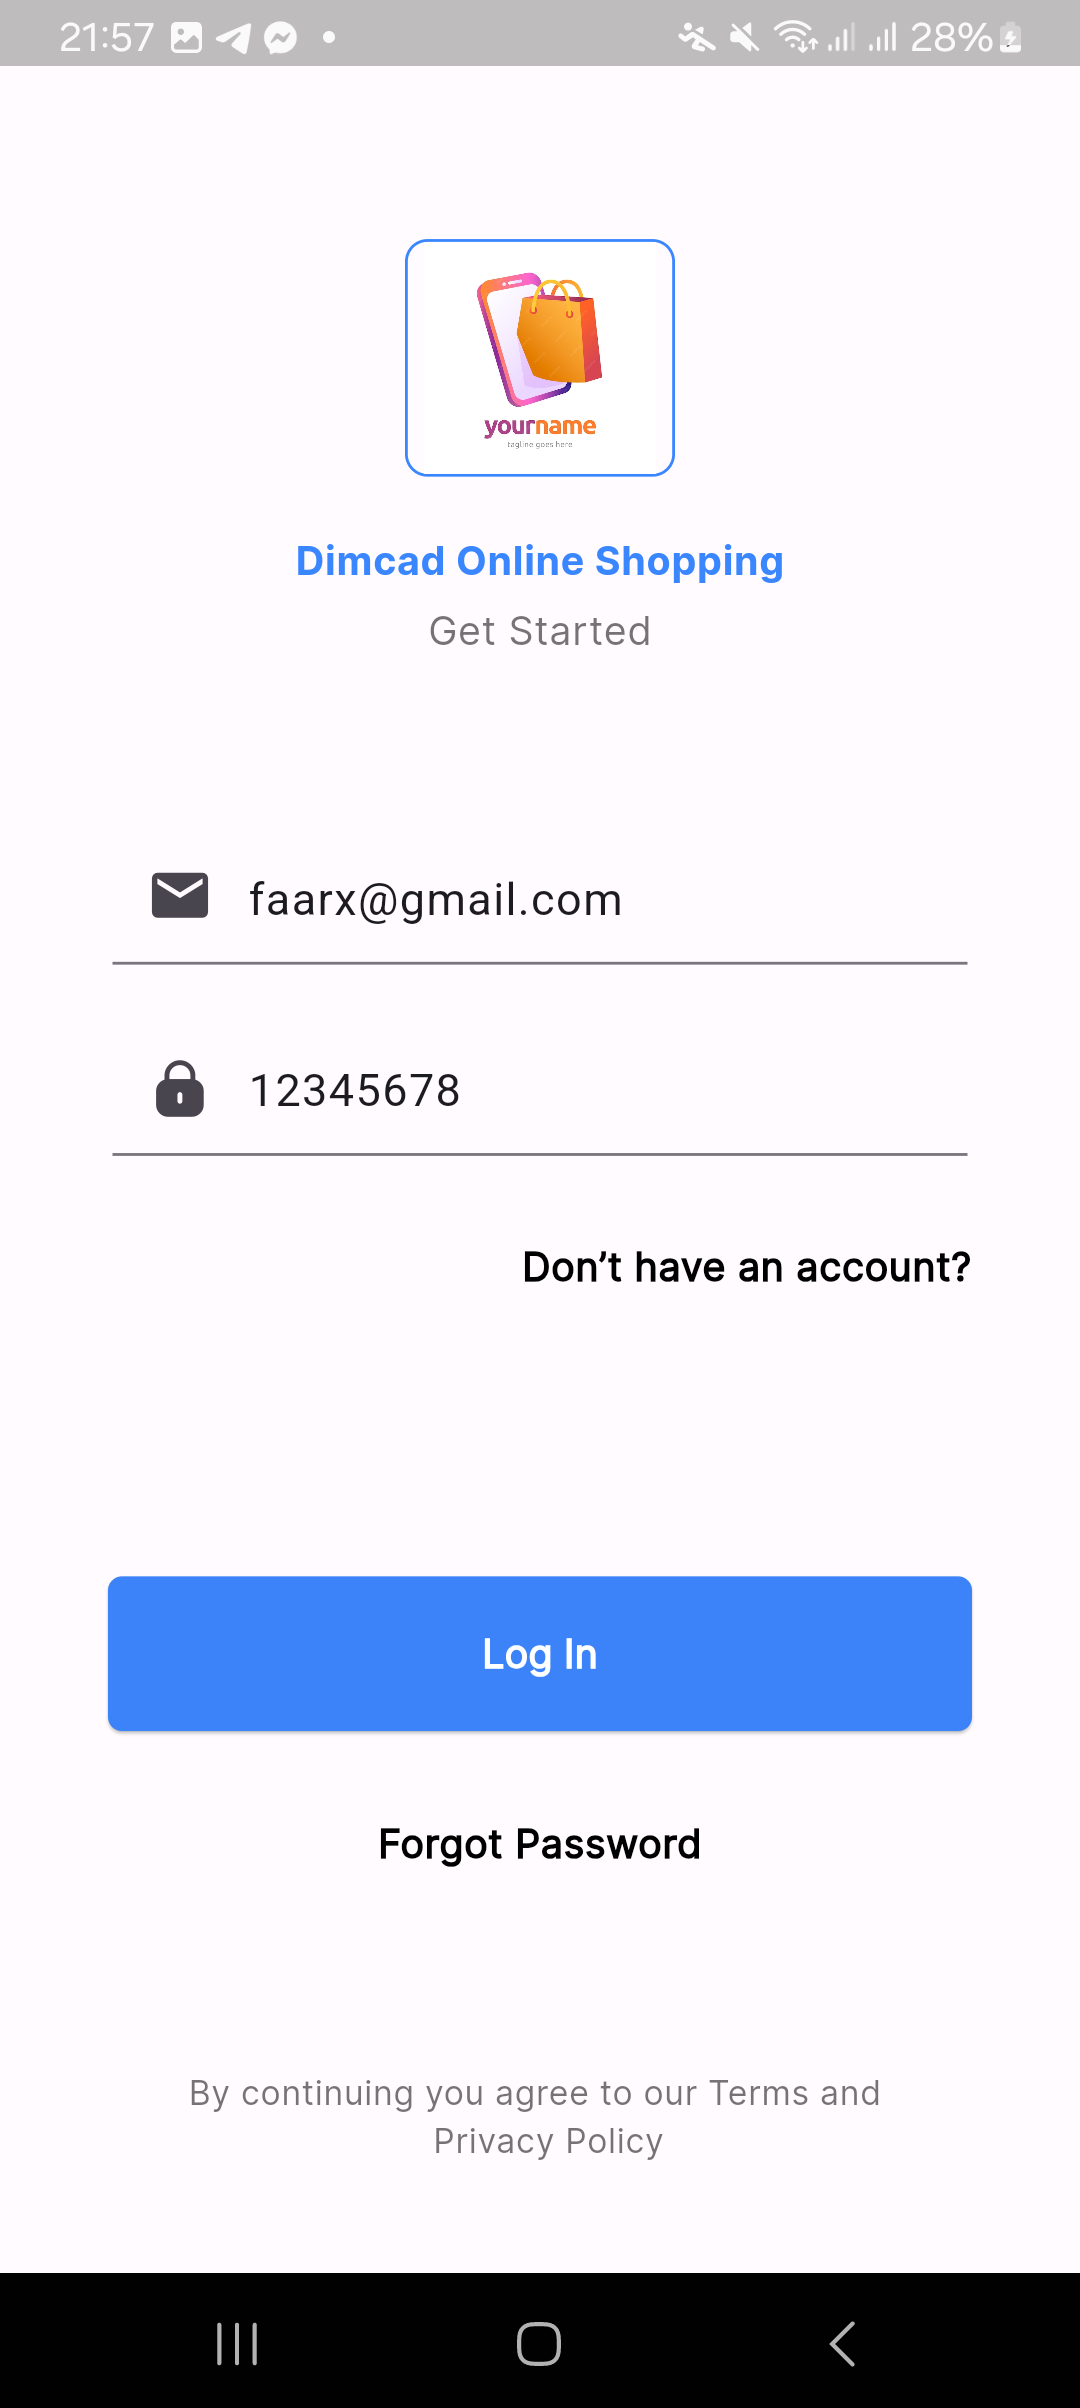 21:57
28%
yourname
tagline goes here
Dimcad Online Shopping
Get Started
faarx@gmail.com
12345678
Don’t have an account?
Log In
Forgot Password
By continuing you agree to our Terms and
Privacy Policy